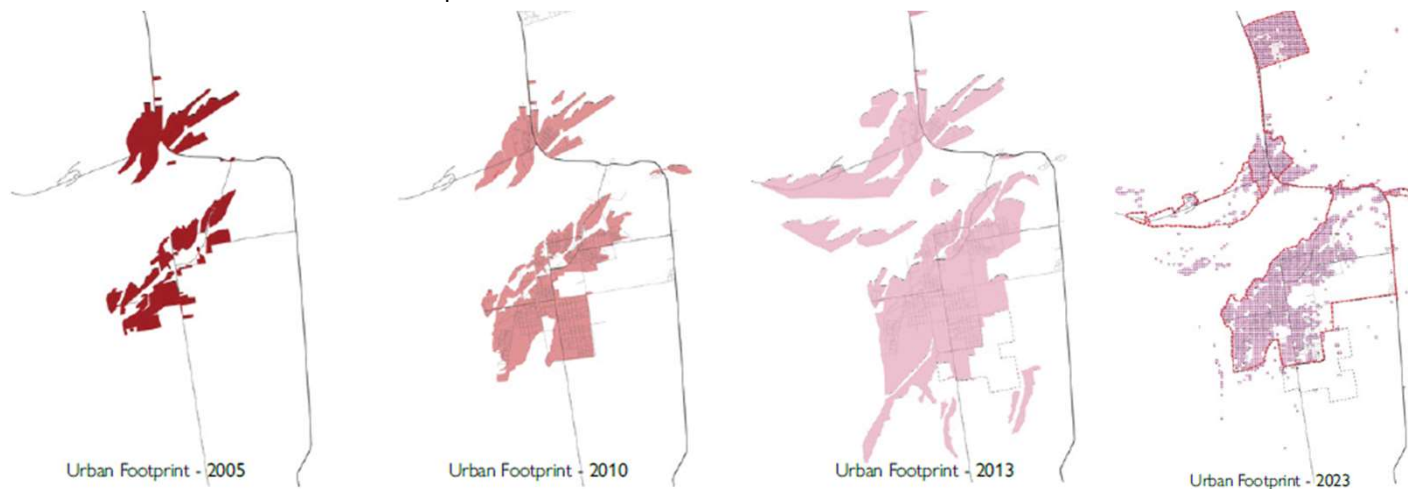 Urban Footprint - 2005
Urban Footprint - 2010
Urban Footprint - 2013
Urban Footprint - 2023